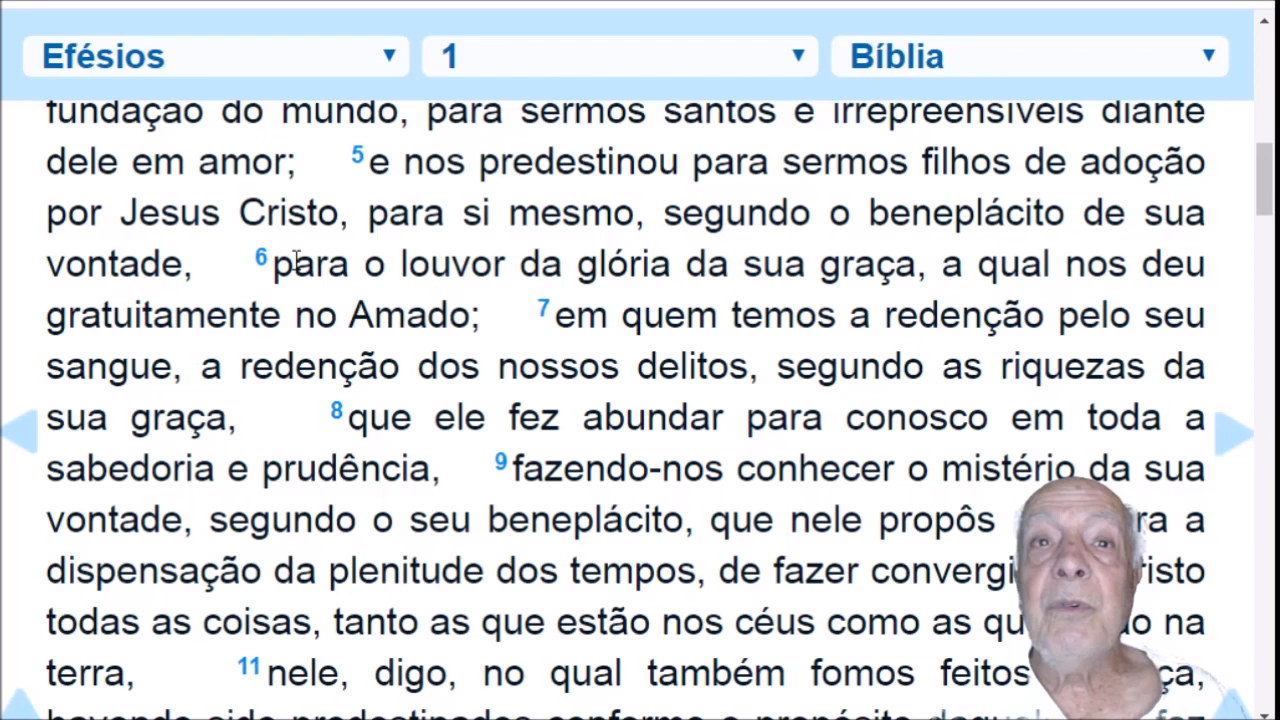 Efésios 1 Bíblia
fundação do mundo, para sermos santos e irrepreensíveis diante
dele em amor; 5 e nos predestinou para sermos filhos de adoção
por Jesus Cristo, para si mesmo, segundo o beneplácito de sua
vontade, 6 para o louvor da glória da sua graça, a qual nos deu
gratuitamente no Amado; 7 em quem temos a redenção pelo seu
sangue, a redenção dos nossos delitos, segundo as riquezas da
sua graça, 8 que ele fez abundar para conosco em toda a
sabedoria e prudência, 9 fazendo-nos conhecer o mistério da sua
vontade, segundo o seu beneplácito, que nele propôs a
dispensação da plenitude dos tempos, de fazer
todas as coisas, tanto as que estão nos céus como as na
terra, 11 nele, digo, no qual também fomos feitos
havendo sido predestinados conforme o propósito